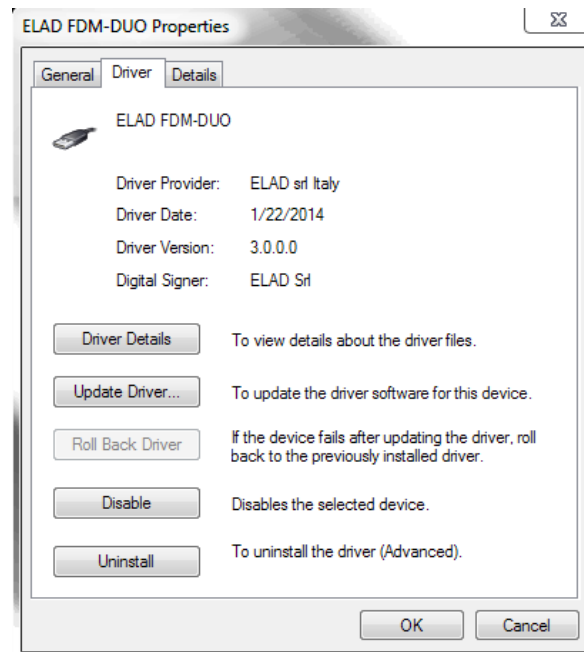 ELAD FDM-DUO Properties
General Driver Details
ELAD FDM-DUO
Driver Provider: ELAD srl Italy
Driver Date: 1/22/2014
Driver Version: 3.0.0.0
Digital Signer: ELAD Srl
Driver Details To view details about the driver files.
Update Driver... To update the driver software for this device.
Roll Back Driver If the device fails after updating the driver, roll
back to the previously installed driver.
Disable Disables the selected device.
Uninstall To uninstall the driver (Advanced).
OK Cancel